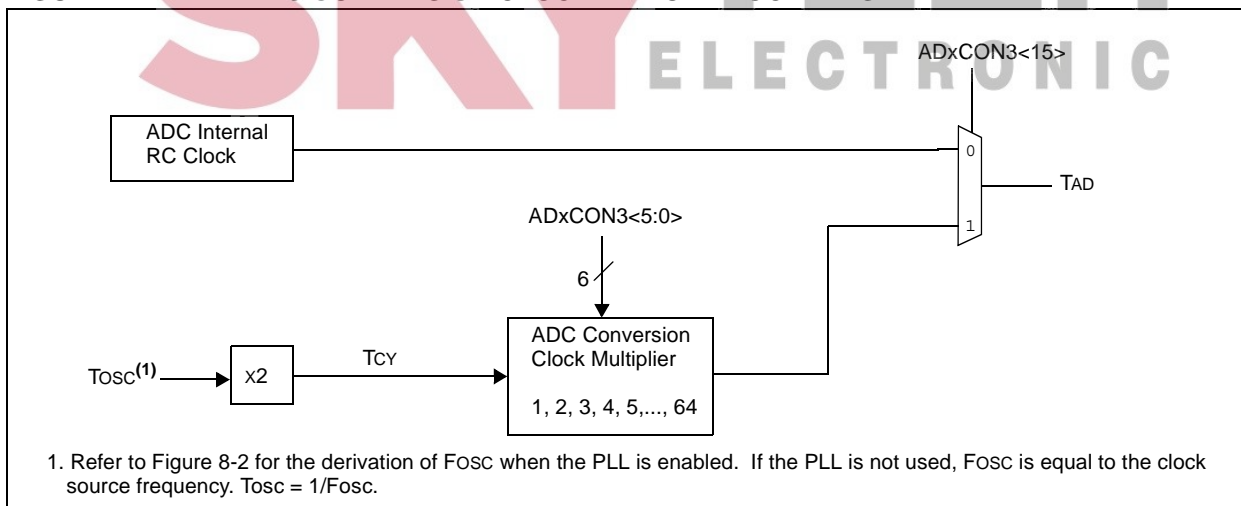 ELECTRONIC
ADxCON3<15>
ADC Internal
RC Clock
0
TAD
ADxCON3<5:0>
1
6
ADC Conversion
Clock Multiplier
TOSC(1)
X2
TCY
1, 2, 3, 4, 5,..., 64
1. Refer to Figure 8-2 for the derivation of FOSC when the PLL is enabled. If the PLL is not used, FOSC is equal to the clock
source frequency. Tosc = 1/Fosc.